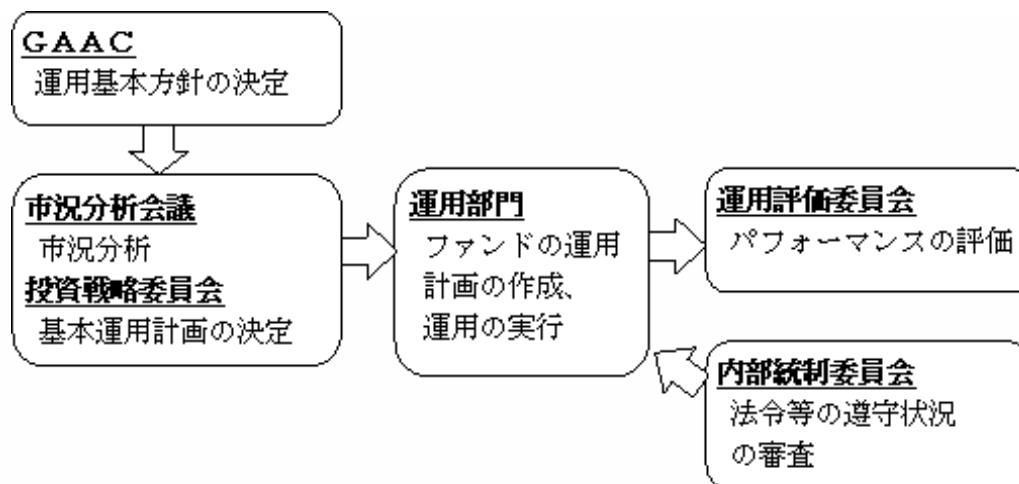 ＧＡＡＣ
運用基本方針の決定
市況分析会議
市況分析
投資戦略委員会
基本運用計画の決定
運用部門
ファンドの運用
計画の作成、
運用の実行
運用評価委員会
パフォーマンスの評価
内部統制委員会
法令等の遵守状況
の審査